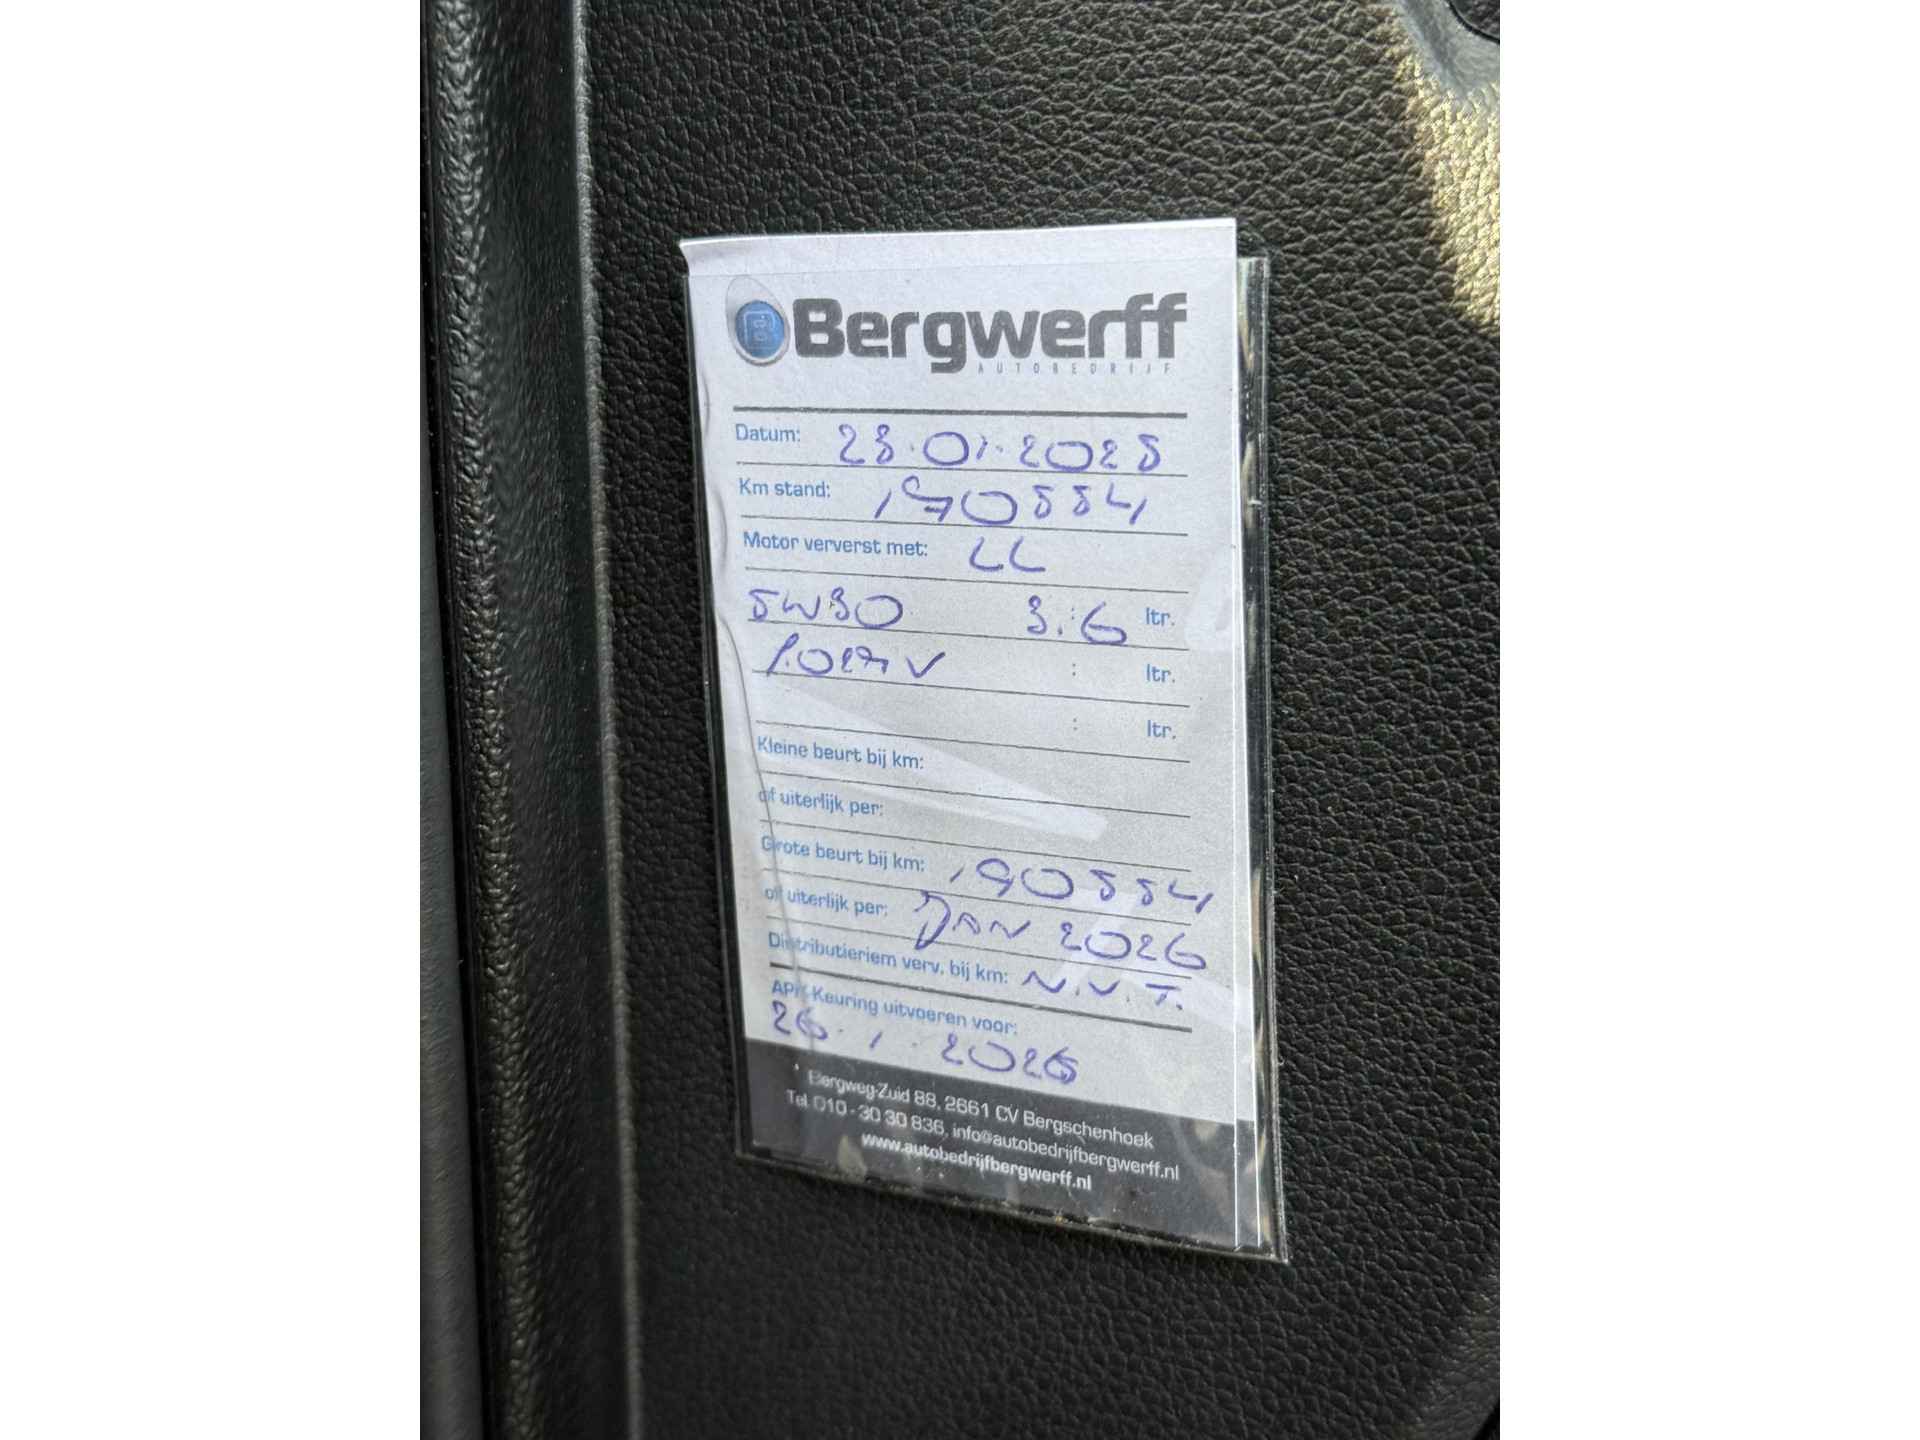 Bergwerff
AUTOBEDRIJF
Datum: 28.01.2025
Km stand: 190554
Motor ververst met: LL
5W30 3:6 ltr.
: ltr.
: ltr.
Kleine beurt bij km:
of uiterlijk per:
Grote beurt bij km: 190554
of uiterlijk per: JAN 2026
Distributieriem verv. bij km: N.V.T.
APK-Keuring uitvoeren voor:
26.1.2026
Bergweg-Zuid 88, 2661 CV Bergschenhoek
Tel. 010 - 30 30 836, info@autobedrijfbergwerff.nl
www.autobedrijfbergwerff.nl